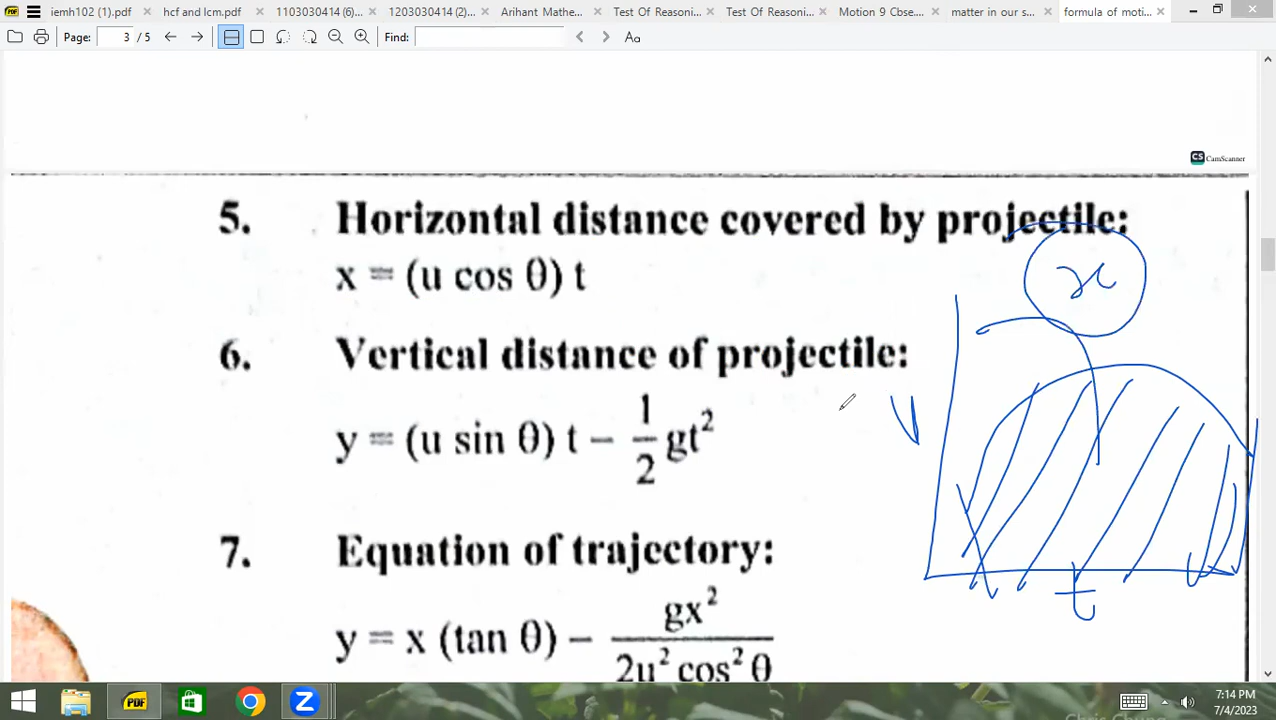 iemh102 (1).pdf
hcf and lcm.pdf
1103030414 (6)...
1203030414 (2)...
Arihant Mathe...
Test Of Reasoni...
Test Of Reasoni...
Motion 9 Cbse...
matter in our s...
formula of moti...
Page: 3 / 5
Find:
Aa
CS CamScanner
5. Horizontal distance covered by projectile:
x = (u cos θ) t
x
6. Vertical distance of projectile:
y = (u sin θ) t − 1/2 gt²
v
7. Equation of trajectory:
t
y = x (tan θ) − gx² / 2u² cos² θ
PDF
7:14 PM
7/4/2023